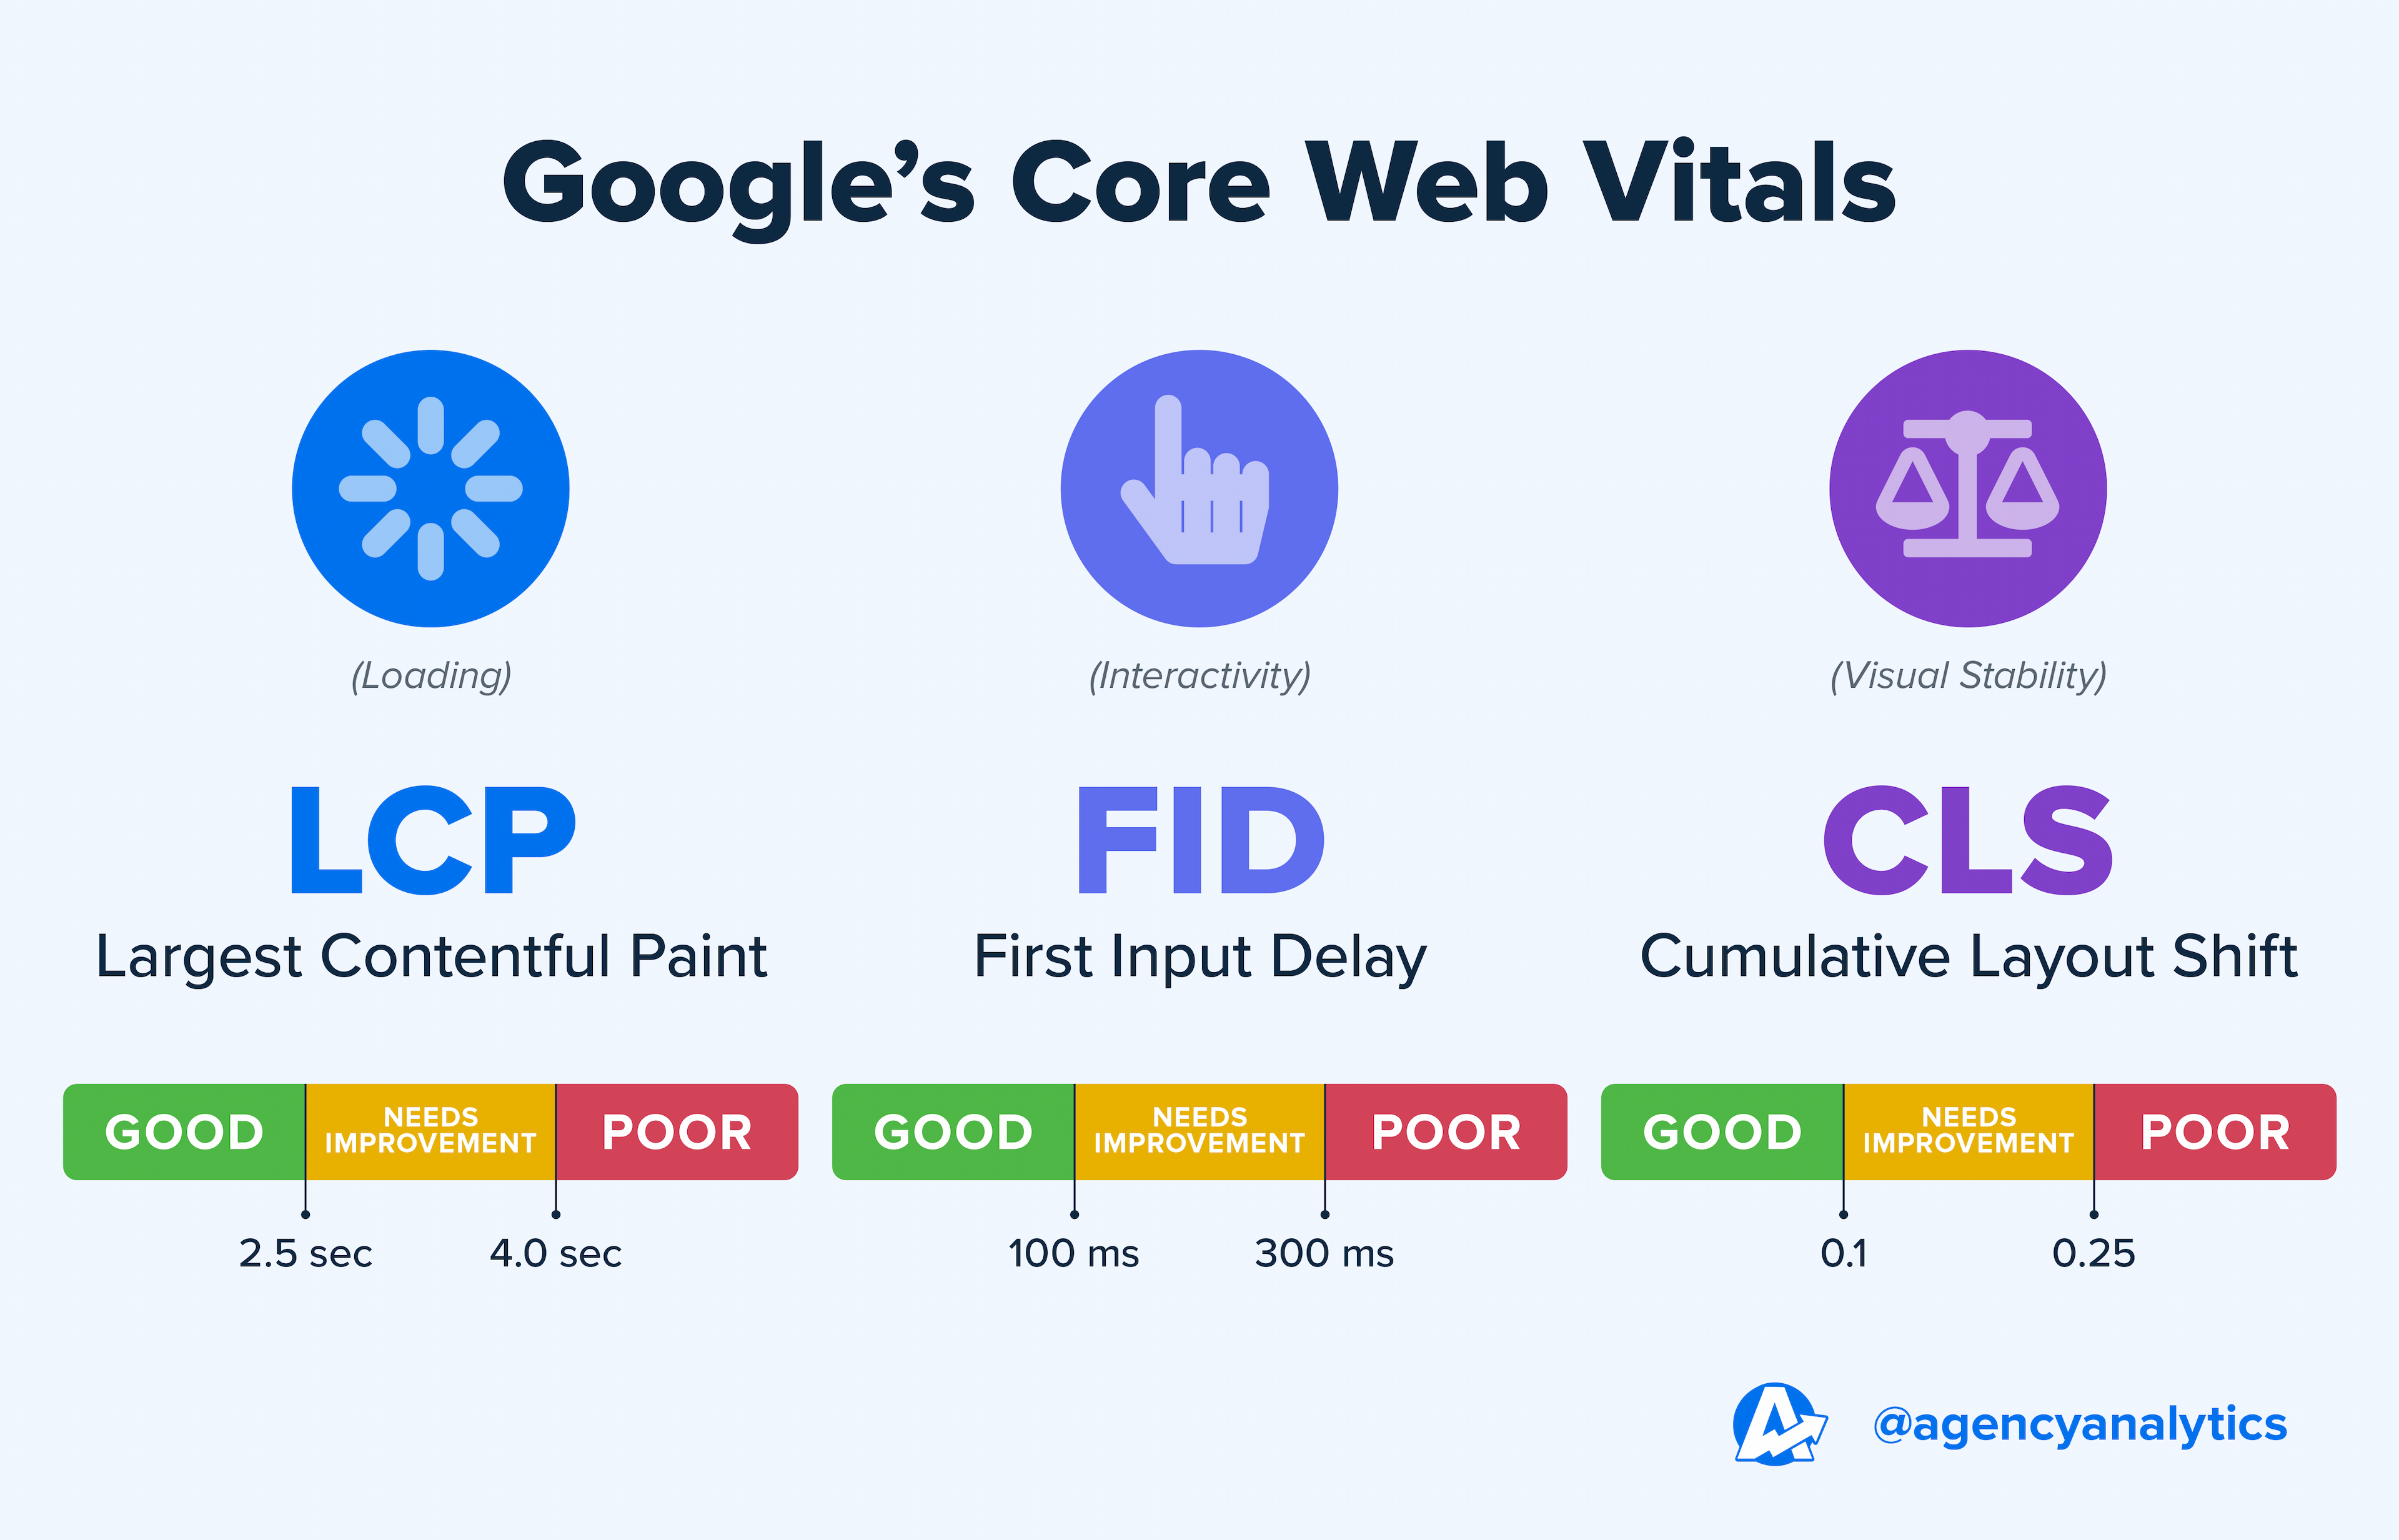 Google’s Core Web Vitals
(Loading)
LCP
Largest Contentful Paint
GOOD
NEEDS
IMPROVEMENT
POOR
2.5 sec
4.0 sec
(Interactivity)
FID
First Input Delay
GOOD
NEEDS
IMPROVEMENT
POOR
100 ms
300 ms
(Visual Stability)
CLS
Cumulative Layout Shift
GOOD
NEEDS
IMPROVEMENT
POOR
0.1
0.25
@agencyanalytics